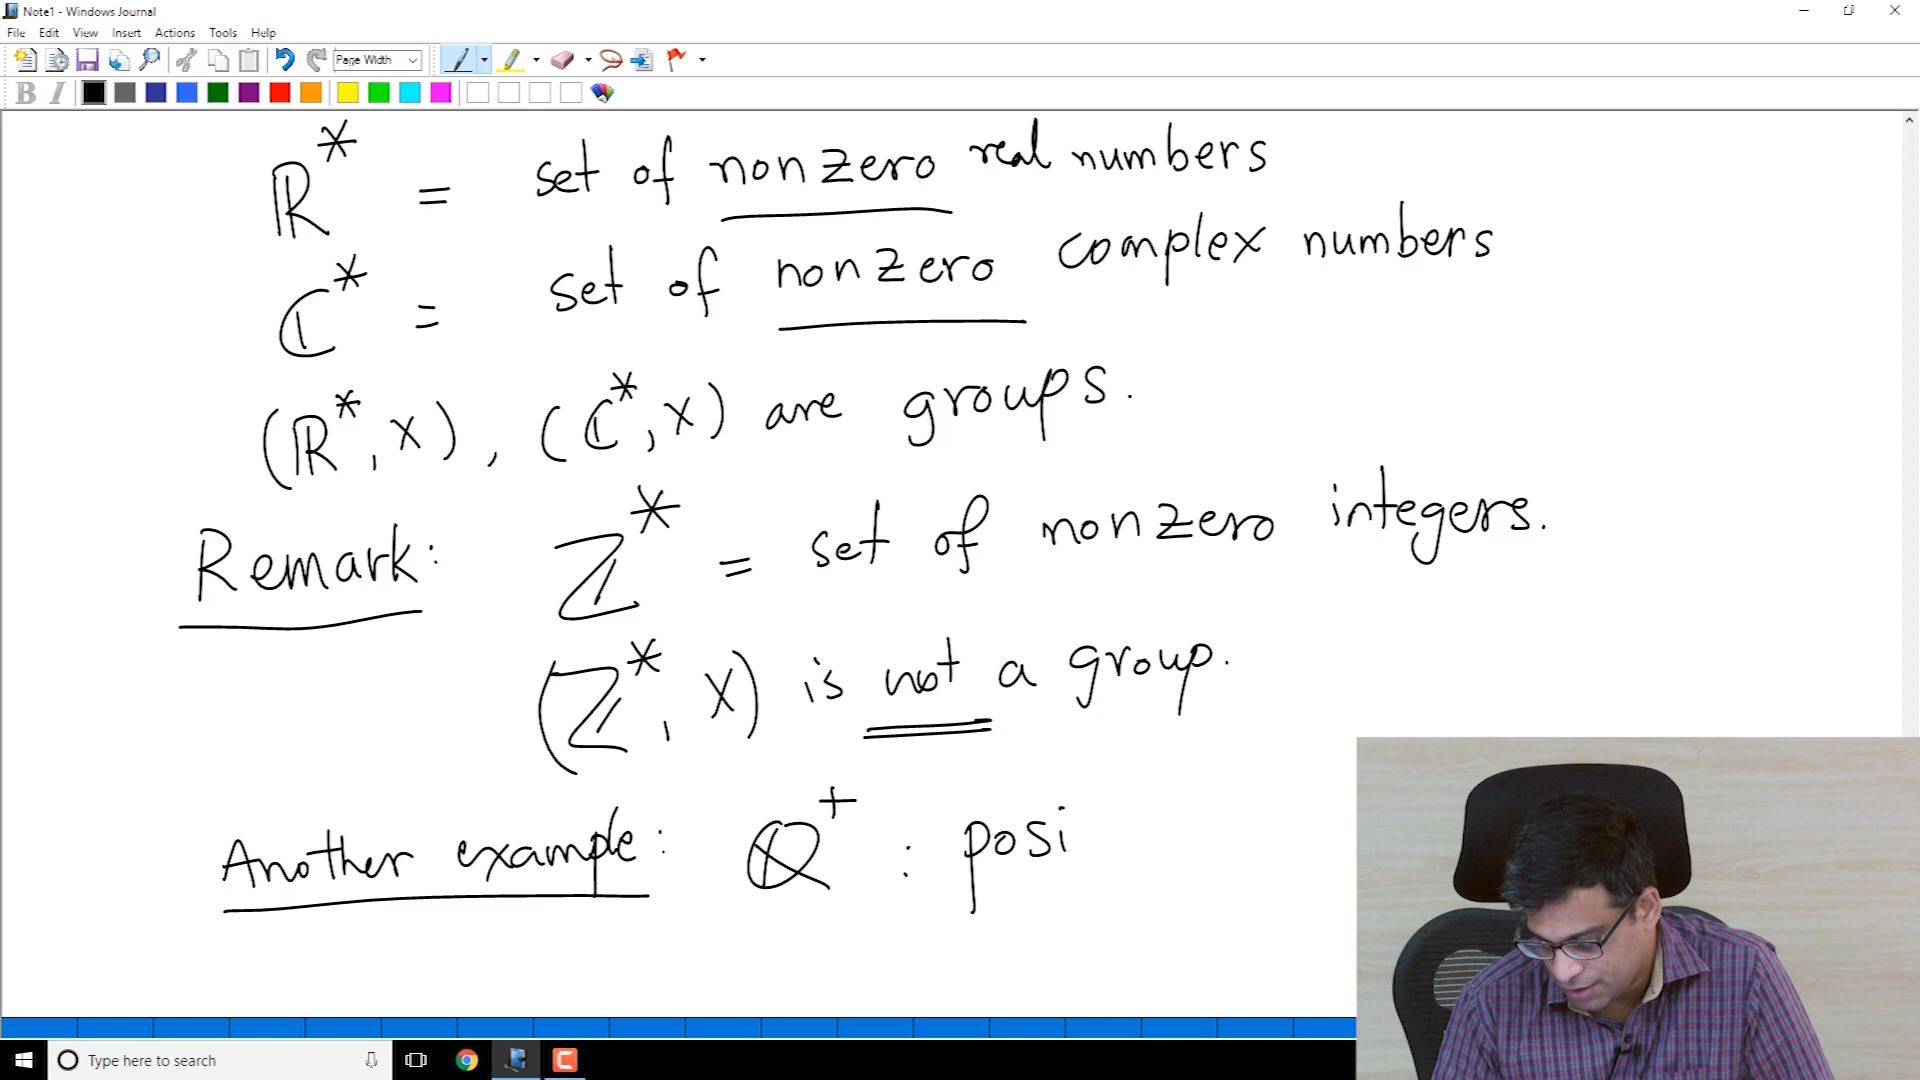 Note1 - Windows Journal
File Edit View Insert Actions Tools Help
Page Width
B I
ℝ* = set of nonzero real numbers
ℂ* = set of nonzero complex numbers
(ℝ*, ×), (ℂ*, ×) are groups.
Remark: ℤ* = set of nonzero integers.
(ℤ*, ×) is not a group.
Another example: ℚ⁺ : posi
Type here to search